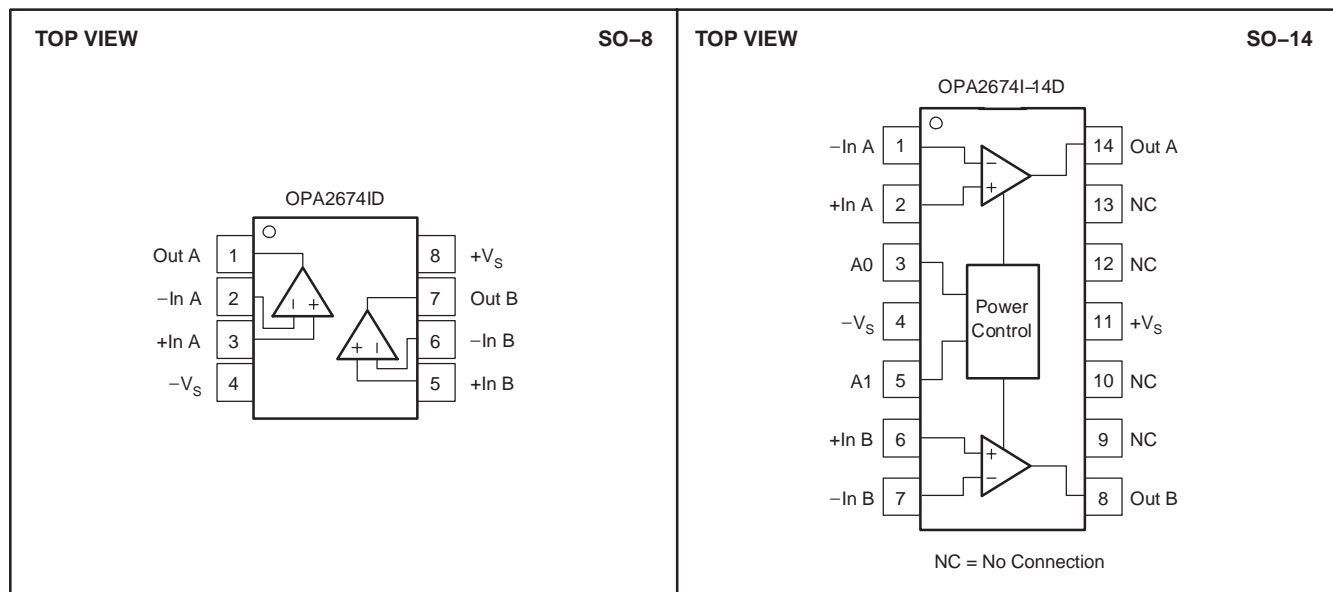 TOP VIEW SO–8
OPA2674ID
Out A 1 8 +VS
−In A 2 7 Out B
+In A 3 6 −In B
−VS 4 5 +In B
− +
+ −
TOP VIEW SO–14
OPA2674I–14D
−In A 1 14 Out A
−
+
+In A 2 13 NC
A0 3 12 NC
Power
Control
−VS 4 11 +VS
A1 5 10 NC
+In B 6 9 NC
+
−
−In B 7 8 Out B
NC = No Connection